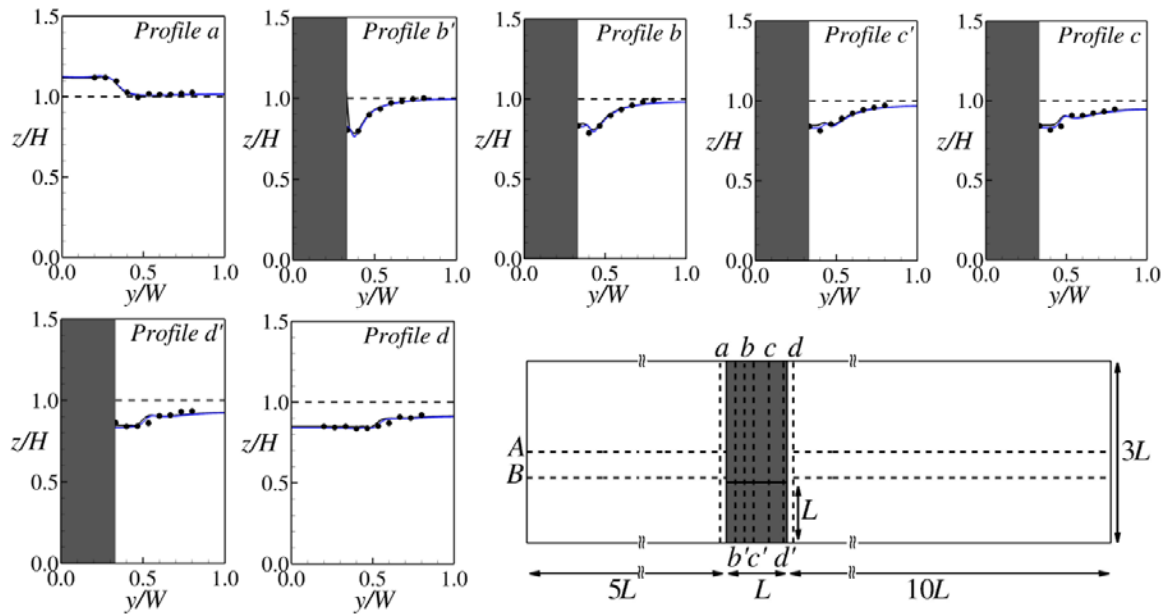 1.5 Profile a
1.0
z/H
0.5
0.0
0.0 0.5 1.0
y/W
1.5 Profile b'
1.0
z/H
0.5
0.0
0.0 0.5 1.0
y/W
1.5 Profile b
1.0
z/H
0.5
0.0
0.0 0.5 1.0
y/W
1.5 Profile c'
1.0
z/H
0.5
0.0
0.0 0.5 1.0
y/W
1.5 Profile c
1.0
z/H
0.5
0.0
0.0 0.5 1.0
y/W
1.5 Profile d'
1.0
z/H
0.5
0.0
0.0 0.5 1.0
y/W
1.5 Profile d
1.0
z/H
0.5
0.0
0.0 0.5 1.0
y/W
a b c d
A
B
3L
L
b' c' d'
5L L 10L